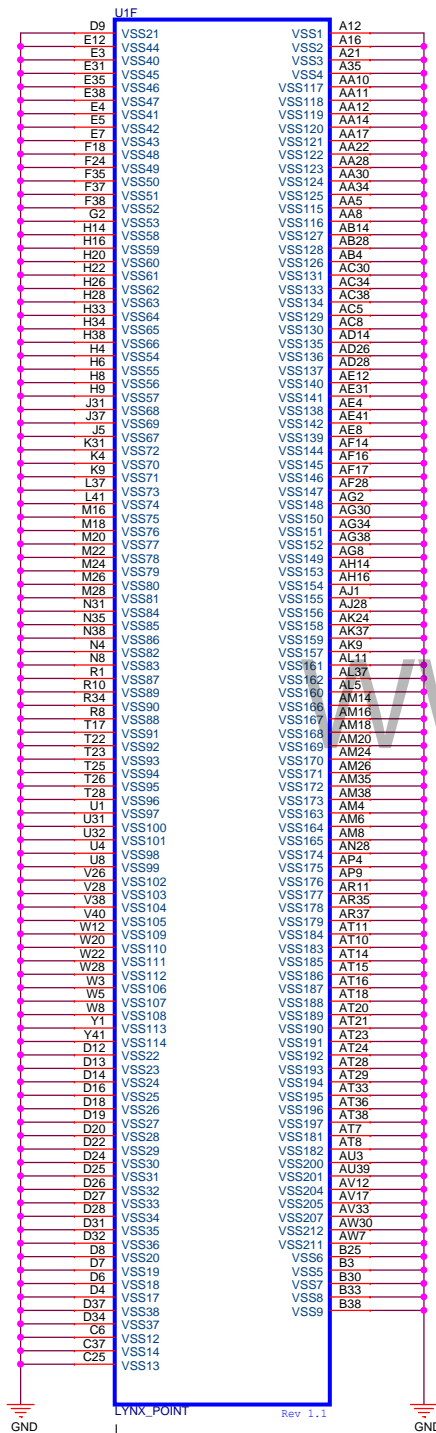 U1F
D9 VSS21 VSS1 A12
E12 VSS44 VSS2 A16
E3 VSS40 VSS3 A21
E31 VSS45 VSS4 A35
E35 VSS46 VSS117 AA10
E38 VSS47 VSS118 AA11
E4 VSS41 VSS119 AA12
E5 VSS42 VSS120 AA14
E7 VSS43 VSS121 AA17
F18 VSS48 VSS122 AA22
F24 VSS49 VSS123 AA28
F35 VSS50 VSS124 AA30
F37 VSS51 VSS125 AA34
F38 VSS52 VSS115 AA5
G2 VSS53 VSS116 AA8
H14 VSS58 VSS127 AB14
H16 VSS59 VSS128 AB28
H20 VSS60 VSS126 AB4
H22 VSS61 VSS131 AC30
H26 VSS62 VSS133 AC34
H28 VSS63 VSS134 AC38
H33 VSS64 VSS129 AC5
H34 VSS65 VSS130 AC8
H38 VSS66 VSS135 AD14
H4 VSS54 VSS136 AD26
H6 VSS55 VSS137 AD28
H8 VSS56 VSS140 AE12
H9 VSS57 VSS141 AE31
J31 VSS68 VSS138 AE4
J37 VSS69 VSS142 AE41
J5 VSS67 VSS139 AE8
K31 VSS72 VSS144 AF14
K4 VSS70 VSS145 AF16
K9 VSS71 VSS146 AF17
L37 VSS73 VSS147 AF28
L41 VSS74 VSS148 AG2
M16 VSS75 VSS150 AG30
M18 VSS76 VSS151 AG34
M20 VSS77 VSS152 AG38
M22 VSS78 VSS149 AG8
M24 VSS79 VSS153 AH14
M26 VSS80 VSS154 AH16
M28 VSS81 VSS155 AJ1
N31 VSS84 VSS156 AJ28
N35 VSS85 VSS158 AK24
N38 VSS86 VSS159 AK37
N4 VSS82 VSS157 AK9
N8 VSS83 VSS161 AL11
R1 VSS87 VSS162 AL37
R10 VSS89 VSS160 AL5
R34 VSS90 VSS166 AM14
R8 VSS88 VSS167 AM16
T17 VSS91 VSS168 AM18
T22 VSS92 VSS169 AM20
T23 VSS93 VSS170 AM24
T25 VSS94 VSS171 AM26
T26 VSS95 VSS172 AM35
T28 VSS96 VSS173 AM38
U1 VSS97 VSS163 AM4
U31 VSS100 VSS164 AM6
U32 VSS101 VSS165 AM8
U4 VSS98 VSS174 AN28
U8 VSS99 VSS175 AP4
V26 VSS102 VSS176 AP9
V28 VSS103 VSS177 AR11
V38 VSS104 VSS178 AR35
V40 VSS105 VSS179 AR37
W12 VSS109 VSS184 AT11
W20 VSS110 VSS183 AT10
W22 VSS111 VSS185 AT14
W28 VSS112 VSS186 AT15
W3 VSS106 VSS187 AT16
W5 VSS107 VSS188 AT18
W8 VSS108 VSS189 AT20
Y1 VSS113 VSS190 AT21
Y41 VSS114 VSS191 AT23
D12 VSS22 VSS192 AT24
D13 VSS23 VSS193 AT28
D14 VSS24 VSS194 AT29
D16 VSS25 VSS195 AT33
D18 VSS26 VSS196 AT36
D19 VSS27 VSS197 AT38
D20 VSS28 VSS181 AT7
D22 VSS29 VSS182 AT8
D24 VSS30 VSS200 AU3
D25 VSS31 VSS201 AU39
D26 VSS32 VSS204 AV12
D27 VSS33 VSS205 AV17
D28 VSS34 VSS207 AV33
D31 VSS35 VSS212 AW30
D32 VSS36 VSS211 AW7
D8 VSS20 VSS6 B25
D7 VSS19 VSS5 B3
D6 VSS18 VSS7 B30
D4 VSS17 VSS8 B33
D37 VSS38 VSS9 B38
D34 VSS37
C6 VSS12
C37 VSS14
C25 VSS13
LYNX_POINT Rev 1.1
GND GND